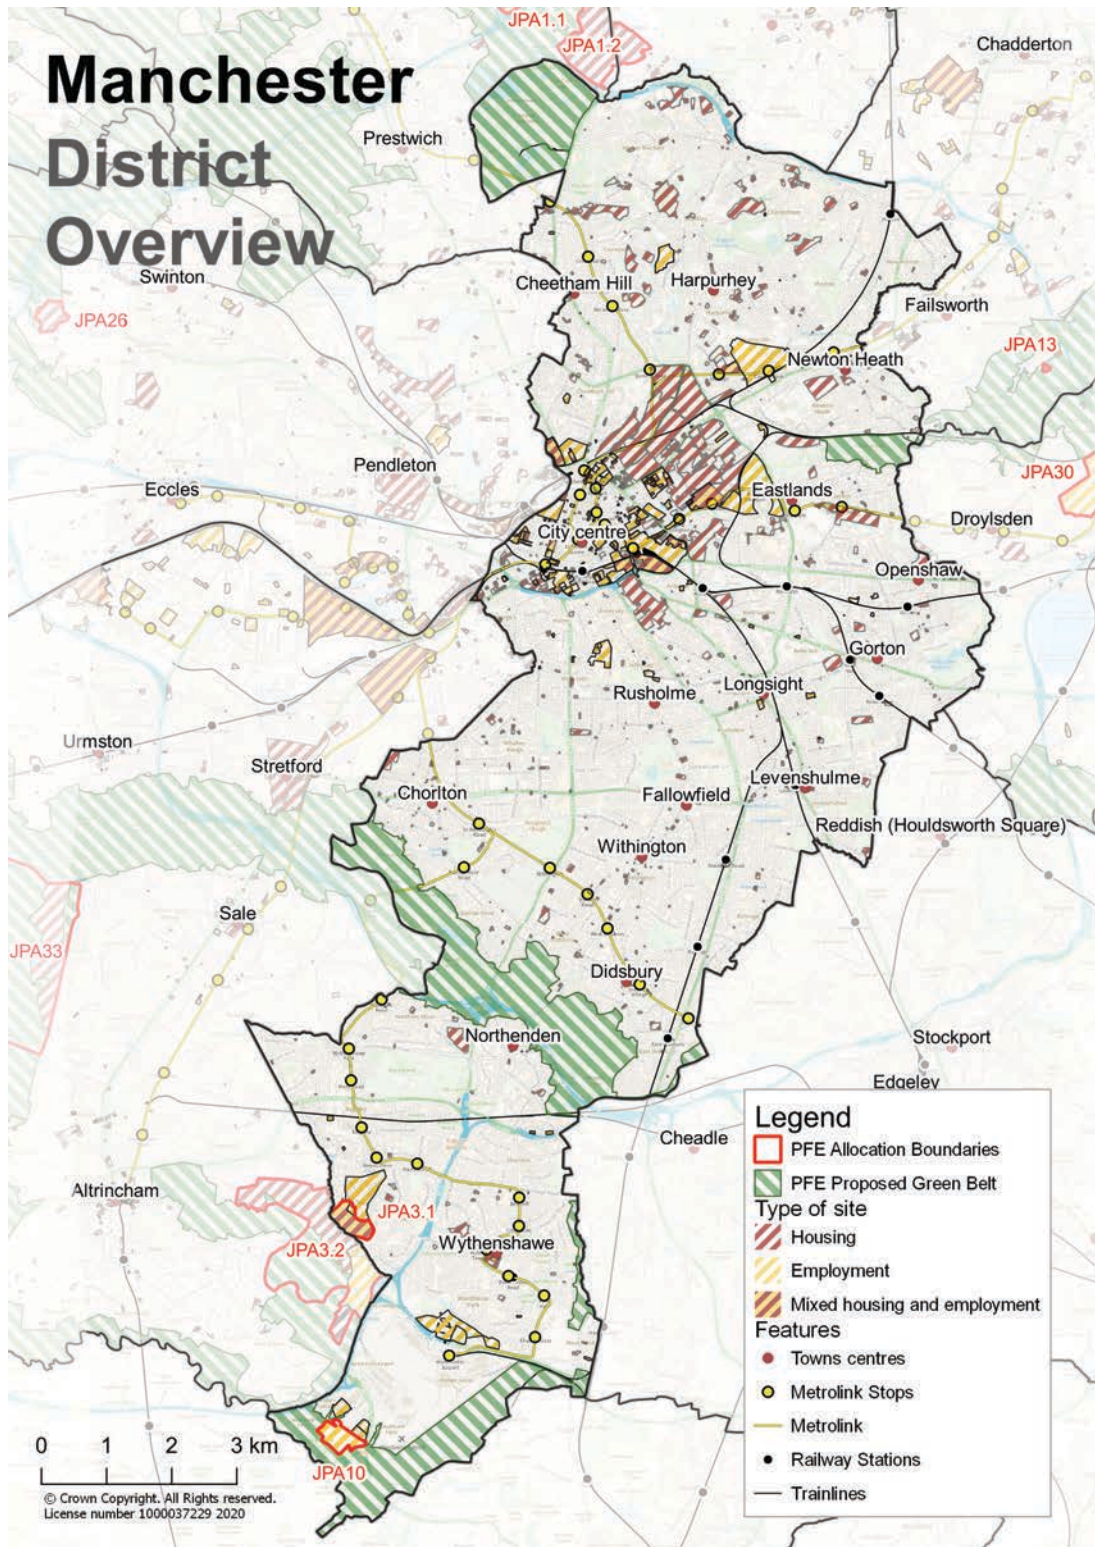 Manchester
District
Overview
JPA1.1
JPA1.2
Chadderton
Prestwich
Swinton
Cheetham Hill
Harpurhey
Failsworth
JPA26
JPA13
Newton Heath
Pendleton
JPA30
Eccles
Eastlands
Droylsden
City centre
Openshaw
Gorton
Rusholme
Longsight
Urmston
Stretford
Levenshulme
Chorlton
Fallowfield
Reddish (Houldsworth Square)
Withington
Sale
JPA33
Didsbury
Northenden
Stockport
Edgeley
Cheadle
Altrincham
JPA3.1
JPA3.2
Wythenshawe
JPA10
Legend
PFE Allocation Boundaries
PFE Proposed Green Belt
Type of site
Housing
Employment
Mixed housing and employment
Features
Towns centres
Metrolink Stops
Metrolink
Railway Stations
Trainlines
0 1 2 3 km
© Crown Copyright. All Rights reserved.
License number 1000037229 2020